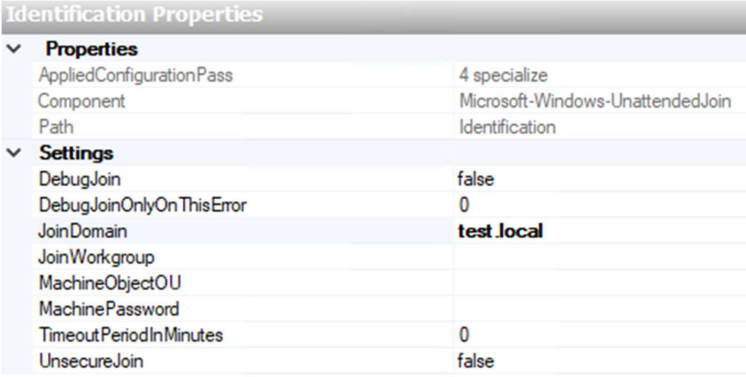 Identification Properties
Properties
AppliedConfigurationPass 4 specialize
Component Microsoft-Windows-UnattendedJoin
Path Identification
Settings
DebugJoin false
DebugJoinOnlyOnThisError 0
JoinDomain test.local
JoinWorkgroup
MachineObjectOU
MachinePassword
TimeoutPeriodInMinutes 0
UnsecureJoin false